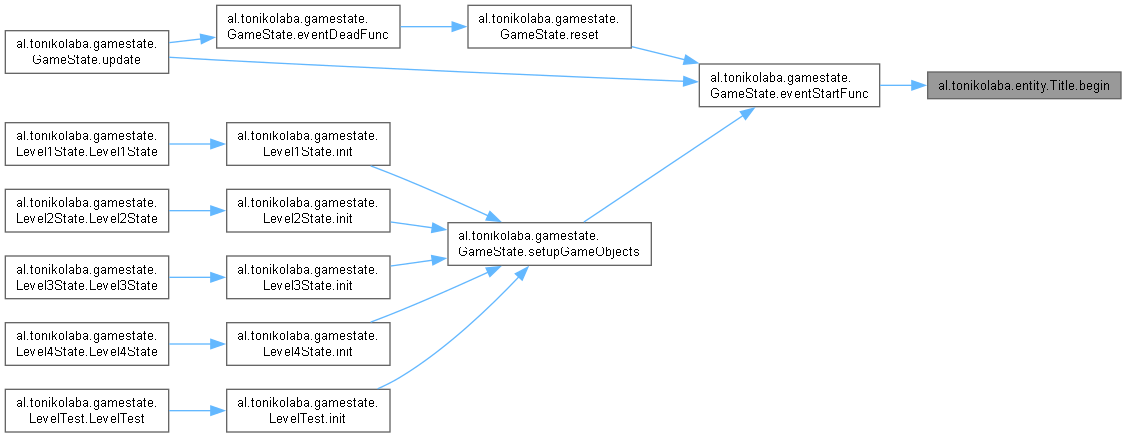 al.tonikolaba.gamestate.
GameState.update
al.tonikolaba.gamestate.
GameState.eventDeadFunc
al.tonikolaba.gamestate.
GameState.reset
al.tonikolaba.gamestate.
GameState.eventStartFunc
al.tonikolaba.entity.Title.begin
al.tonikolaba.gamestate.
Level1State.Level1State
al.tonikolaba.gamestate.
Level1State.init
al.tonikolaba.gamestate.
Level2State.Level2State
al.tonikolaba.gamestate.
Level2State.init
al.tonikolaba.gamestate.
GameState.setupGameObjects
al.tonikolaba.gamestate.
Level3State.Level3State
al.tonikolaba.gamestate.
Level3State.init
al.tonikolaba.gamestate.
Level4State.Level4State
al.tonikolaba.gamestate.
Level4State.init
al.tonikolaba.gamestate.
LevelTest.LevelTest
al.tonikolaba.gamestate.
LevelTest.init